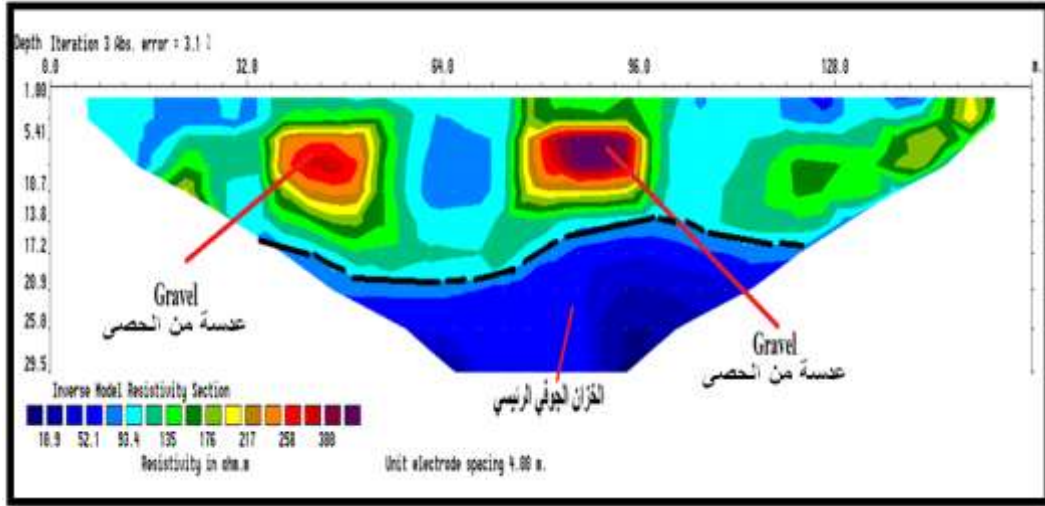 Depth Iteration 3 Abs. error = 3.1 %
0.0 32.0 64.0 96.0 128.0 m.
1.00
5.41
10.7
13.8
17.2
20.9
25.0
29.5
Gravel
عدسة من الحصى
Gravel
عدسة من الحصى
الخزان الجوفي الرئيسي
Inverse Model Resistivity Section
10.9 52.1 93.4 135 176 217 258 300
Resistivity in ohm.m
Unit electrode spacing 4.00 m.